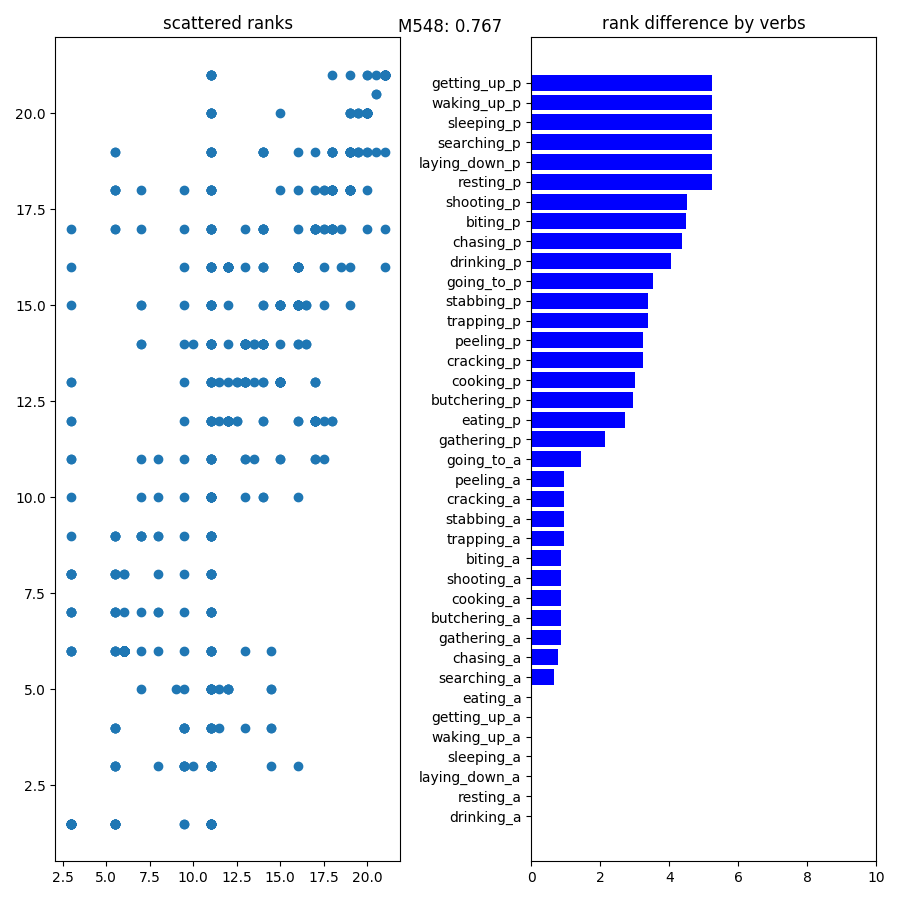 M548: 0.767
scattered ranks
20.0
17.5
15.0
12.5
10.0
7.5
5.0
2.5
2.5 5.0 7.5 10.0 12.5 15.0 17.5 20.0
rank difference by verbs
getting_up_p
waking_up_p
sleeping_p
searching_p
laying_down_p
resting_p
shooting_p
biting_p
chasing_p
drinking_p
going_to_p
stabbing_p
trapping_p
peeling_p
cracking_p
cooking_p
butchering_p
eating_p
gathering_p
going_to_a
peeling_a
cracking_a
stabbing_a
trapping_a
biting_a
shooting_a
cooking_a
butchering_a
gathering_a
chasing_a
searching_a
eating_a
getting_up_a
waking_up_a
sleeping_a
laying_down_a
resting_a
drinking_a
0 2 4 6 8 10